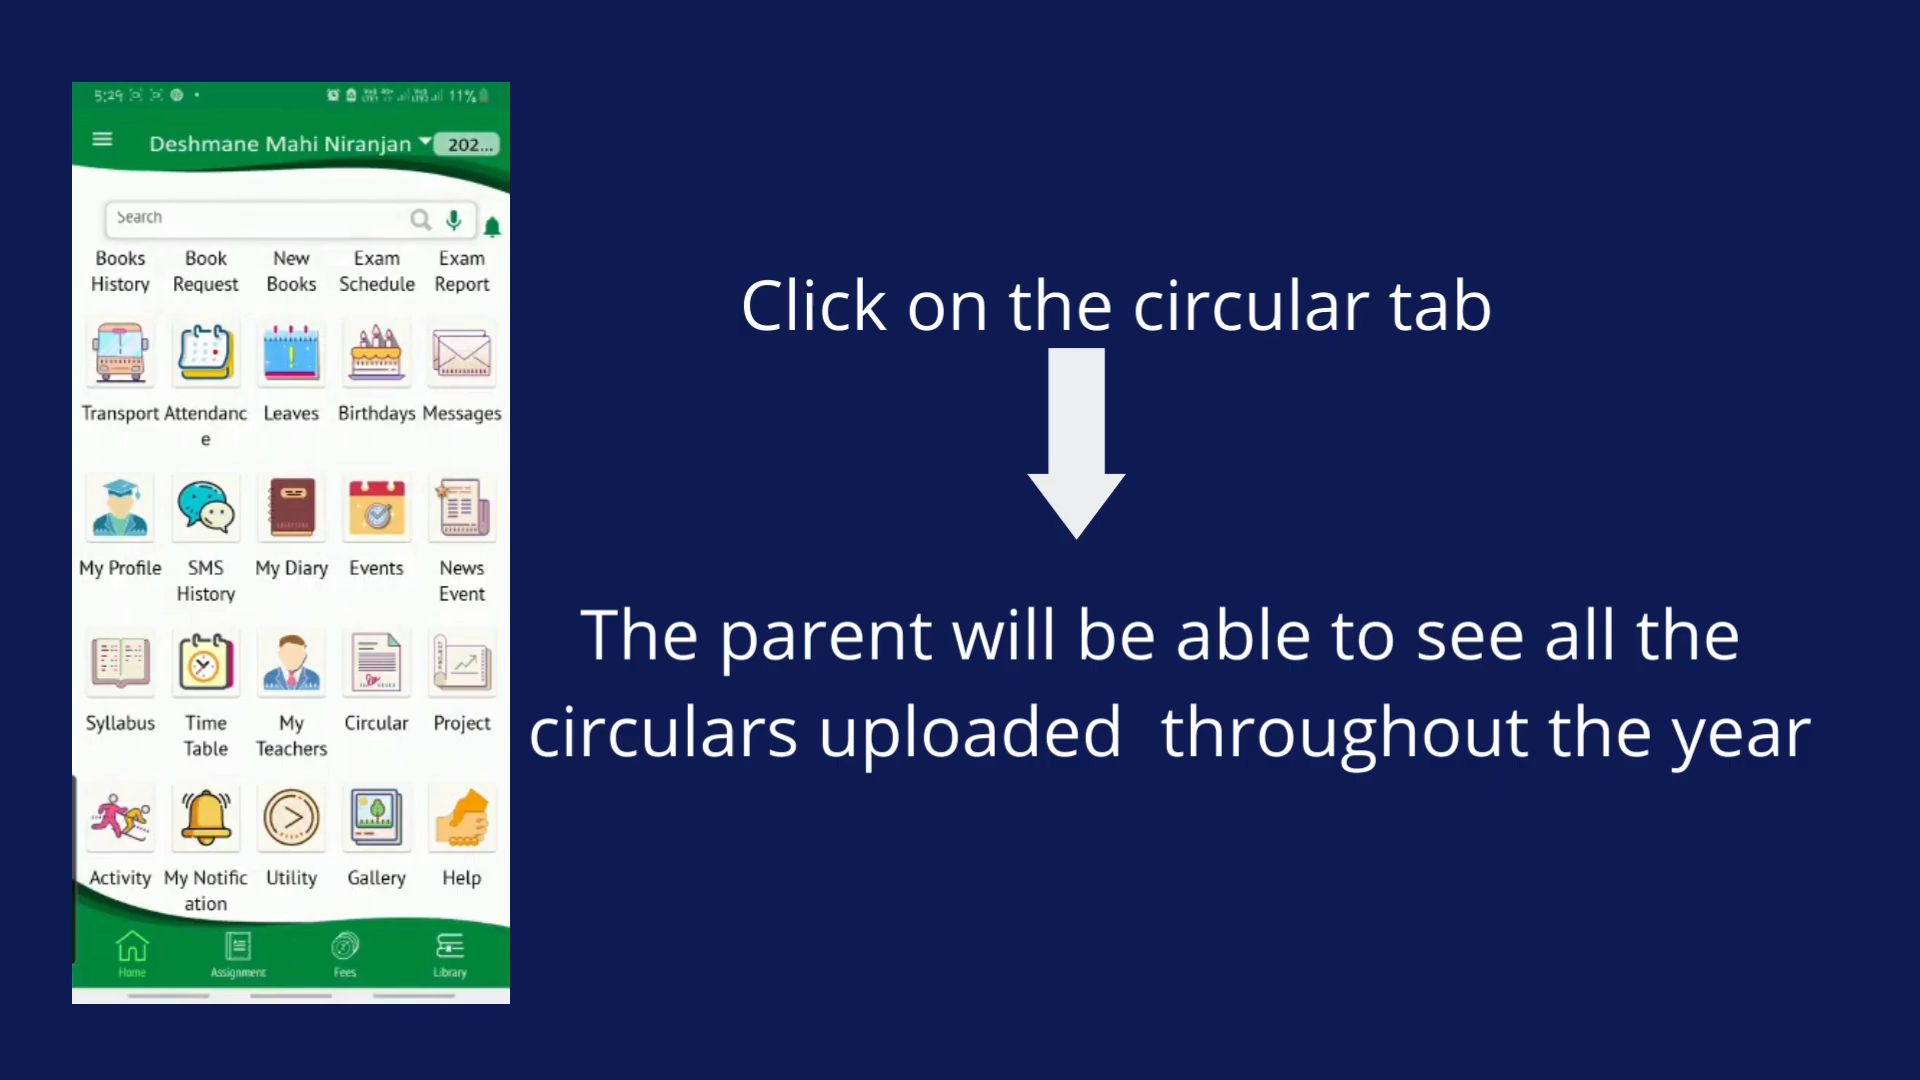 5:29
11%
Deshmane Mahi Niranjan 202...
Search
Books Book New Exam Exam
History Request Books Schedule Report
Transport Attendanc Leaves Birthdays Messages
e
My Profile SMS My Diary Events News
History Event
Syllabus Time My Circular Project
Table Teachers
Activity My Notific Utility Gallery Help
ation
Home Assignment Fees Library
Click on the circular tab
The parent will be able to see all the
circulars uploaded throughout the year